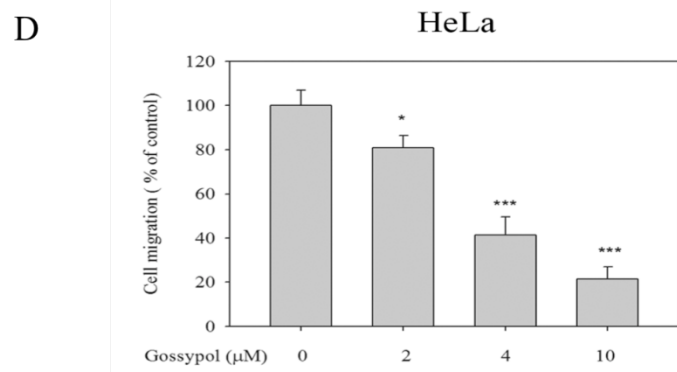 D
HeLa
Cell migration ( % of control)
120
100
80
60
40
20
0
*
***
***
Gossypol (μM) 0 2 4 10